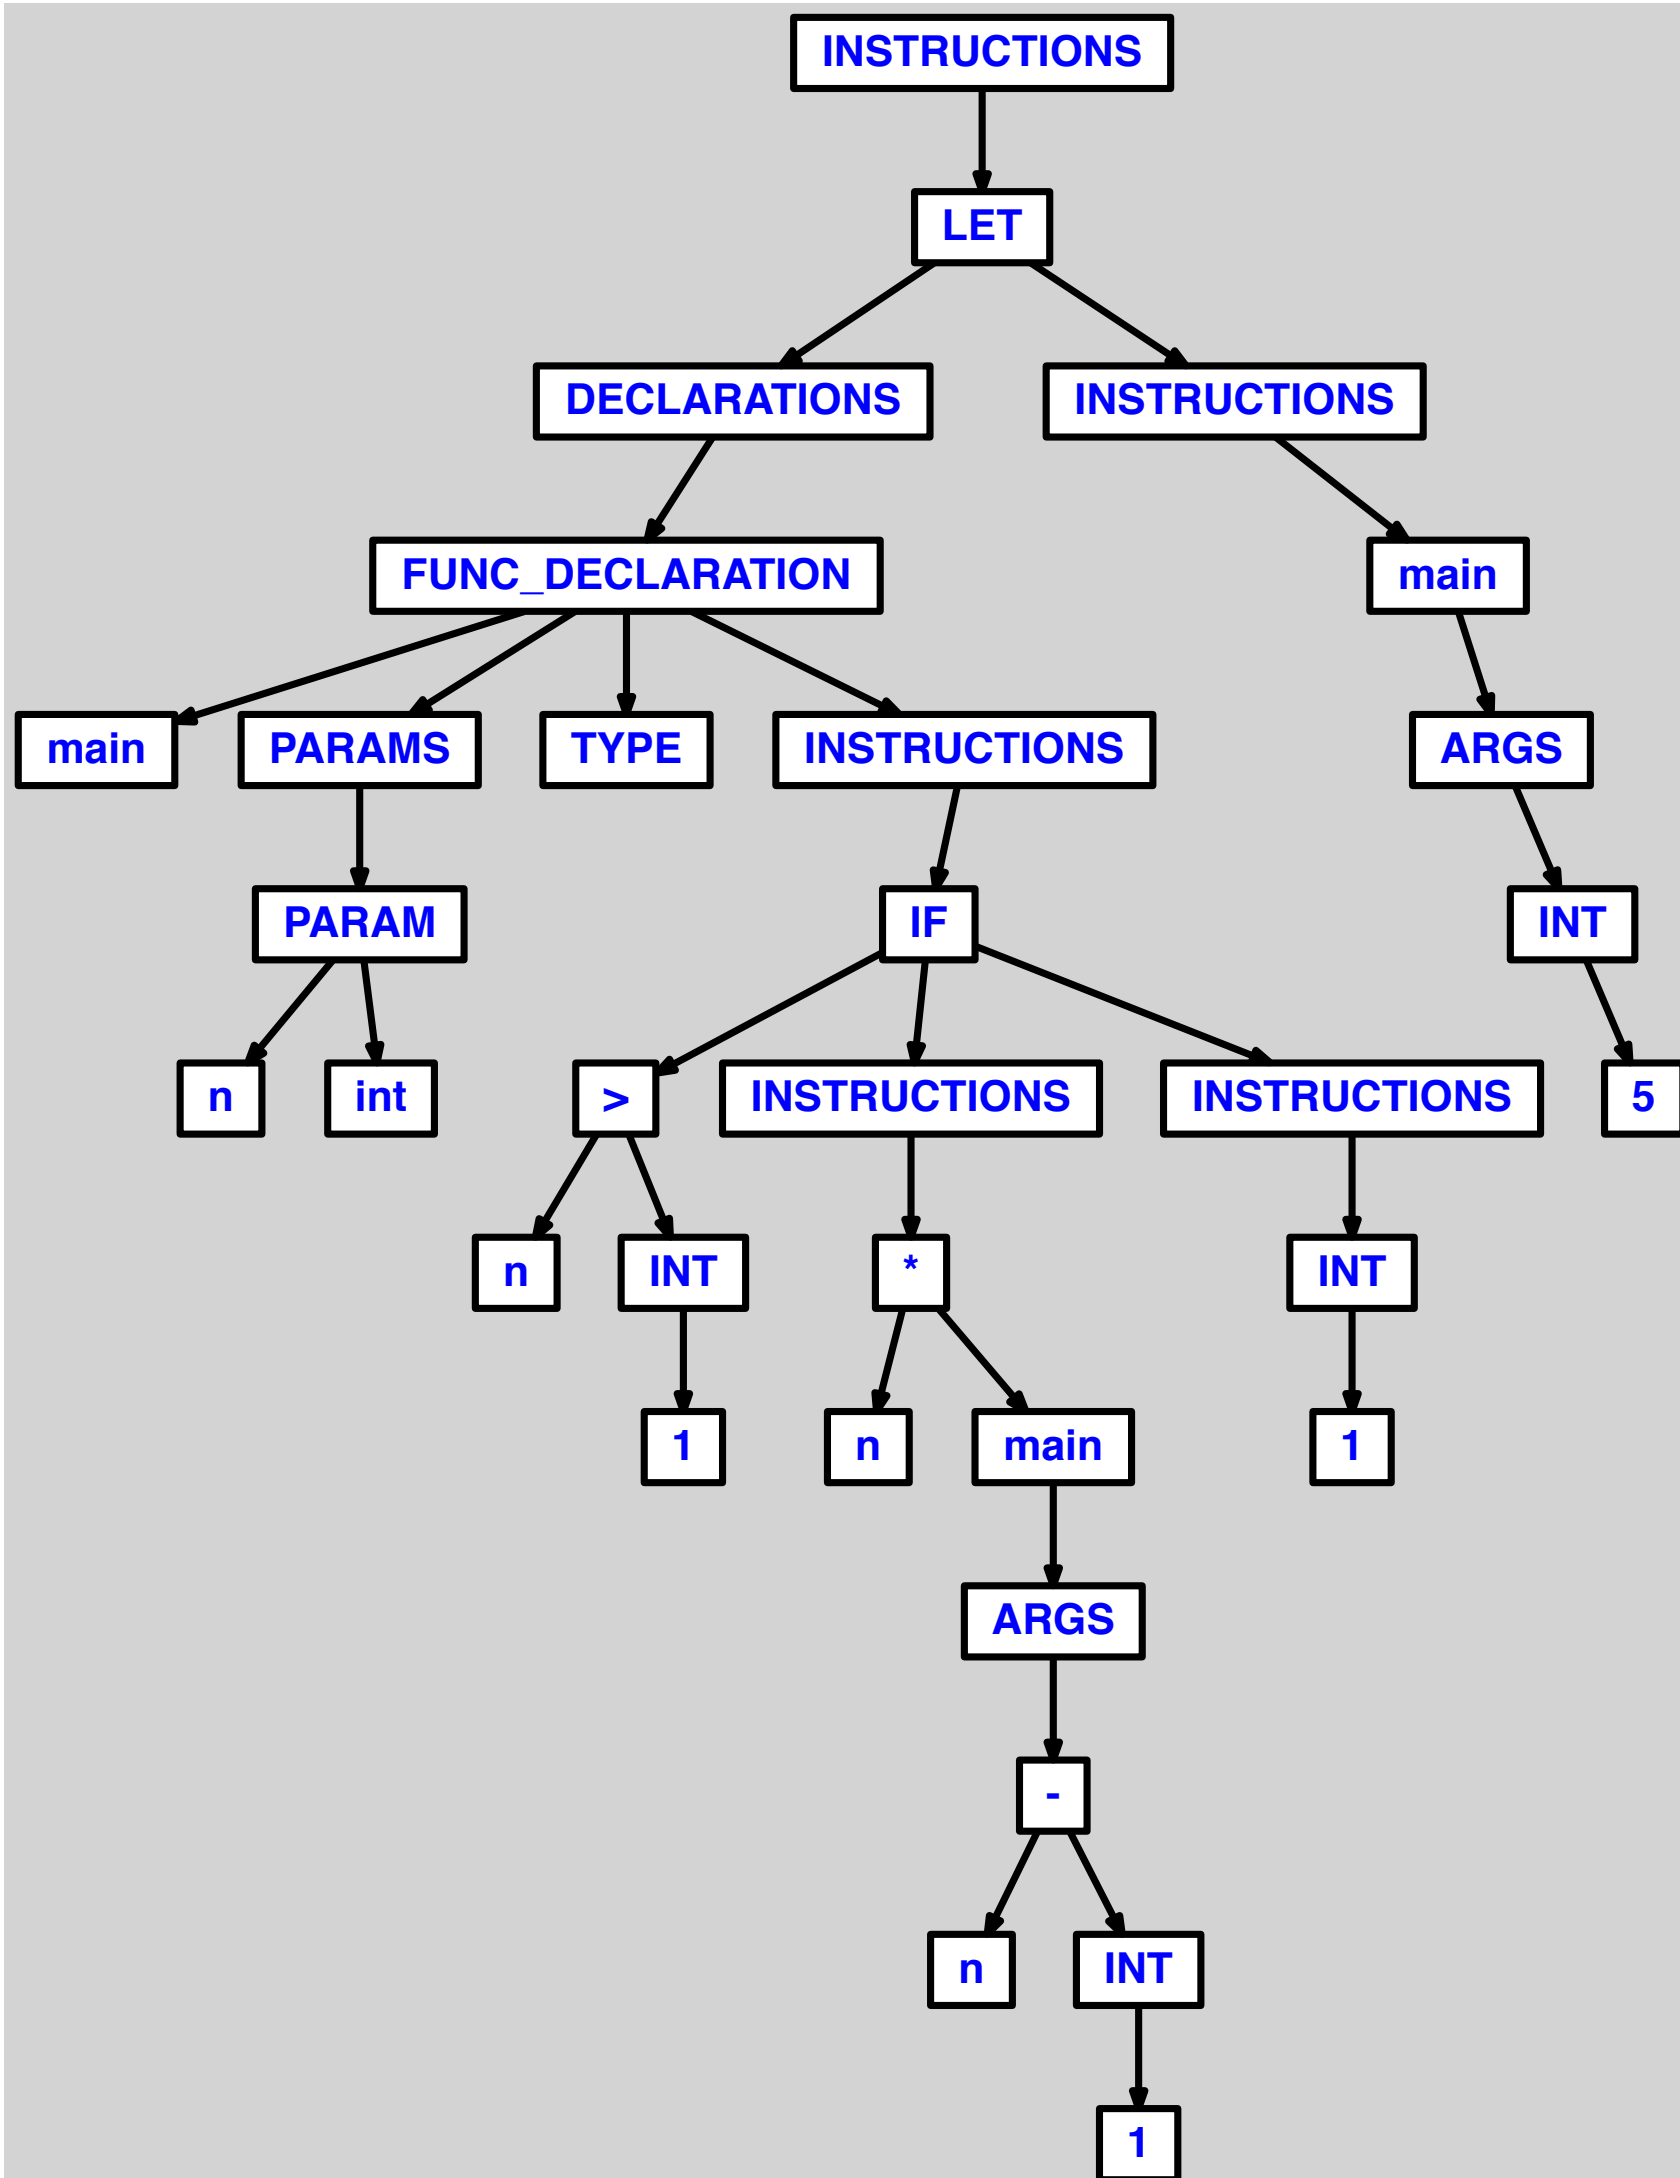 INSTRUCTIONS
LET
DECLARATIONS INSTRUCTIONS
FUNC_DECLARATION main
main PARAMS TYPE INSTRUCTIONS ARGS
PARAM IF INT
n int > INSTRUCTIONS INSTRUCTIONS 5
n INT * INT
1 n main 1
ARGS
-
n INT
1